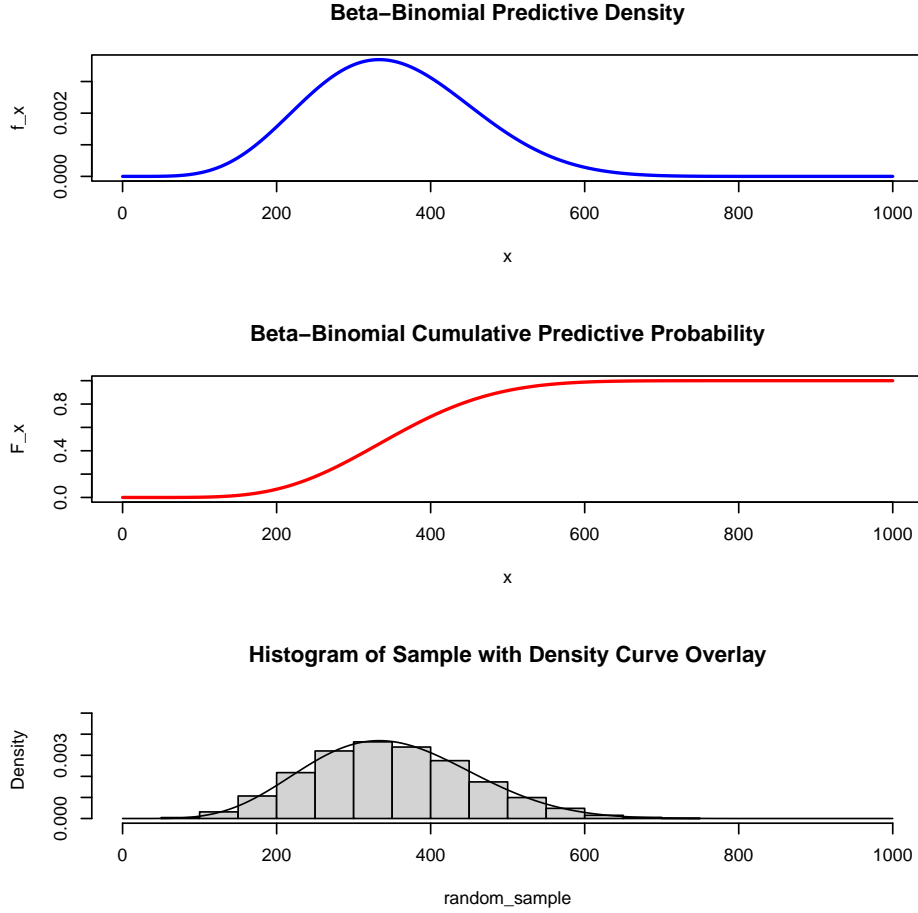 Beta−Binomial Predictive Density
f_x
0.002
0.000
0 200 400 600 800 1000
x
Beta−Binomial Cumulative Predictive Probability
F_x
0.8
0.4
0.0
0 200 400 600 800 1000
x
Histogram of Sample with Density Curve Overlay
Density
0.003
0.000
0 200 400 600 800 1000
random_sample